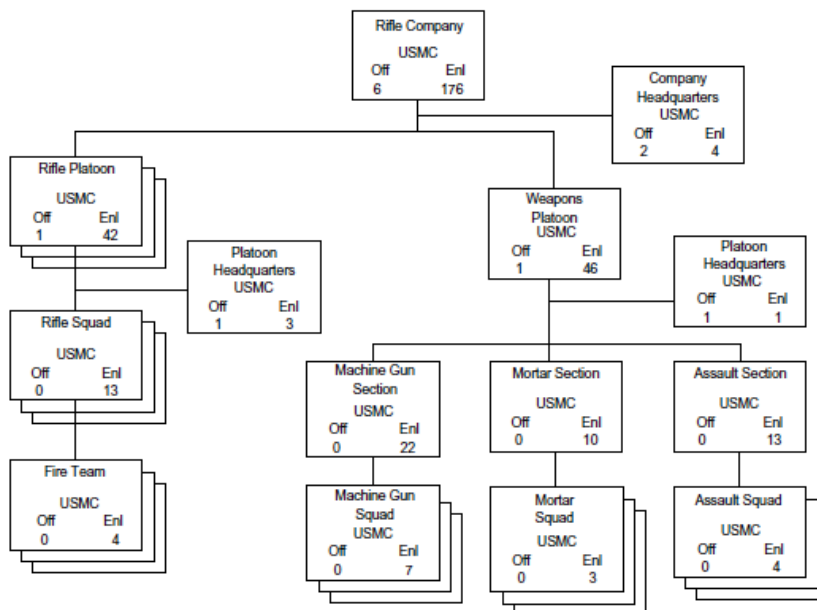 Rifle Company
USMC
Off Enl
6 176
Company
Headquarters
USMC
Off Enl
2 4
Rifle Platoon
USMC
Off Enl
1 42
Platoon
Headquarters
USMC
Off Enl
1 3
Weapons
Platoon
USMC
Off Enl
1 46
Platoon
Headquarters
USMC
Off Enl
1 1
Rifle Squad
USMC
Off Enl
0 13
Machine Gun
Section
USMC
Off Enl
0 22
Mortar Section
USMC
Off Enl
0 10
Assault Section
USMC
Off Enl
0 13
Fire Team
USMC
Off Enl
0 4
Machine Gun
Squad
USMC
Off Enl
0 7
Mortar
Squad
USMC
Off Enl
0 3
Assault Squad
USMC
Off Enl
0 4